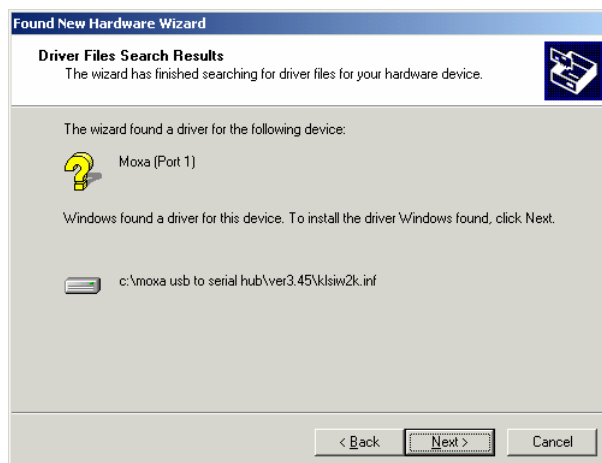 Found New Hardware Wizard
Driver Files Search Results
The wizard has finished searching for driver files for your hardware device.
The wizard found a driver for the following device:
Moxa (Port 1)
Windows found a driver for this device. To install the driver Windows found, click Next.
c:\moxa usb to serial hub\ver3.45\klsiw2k.inf
< Back
Next >
Cancel